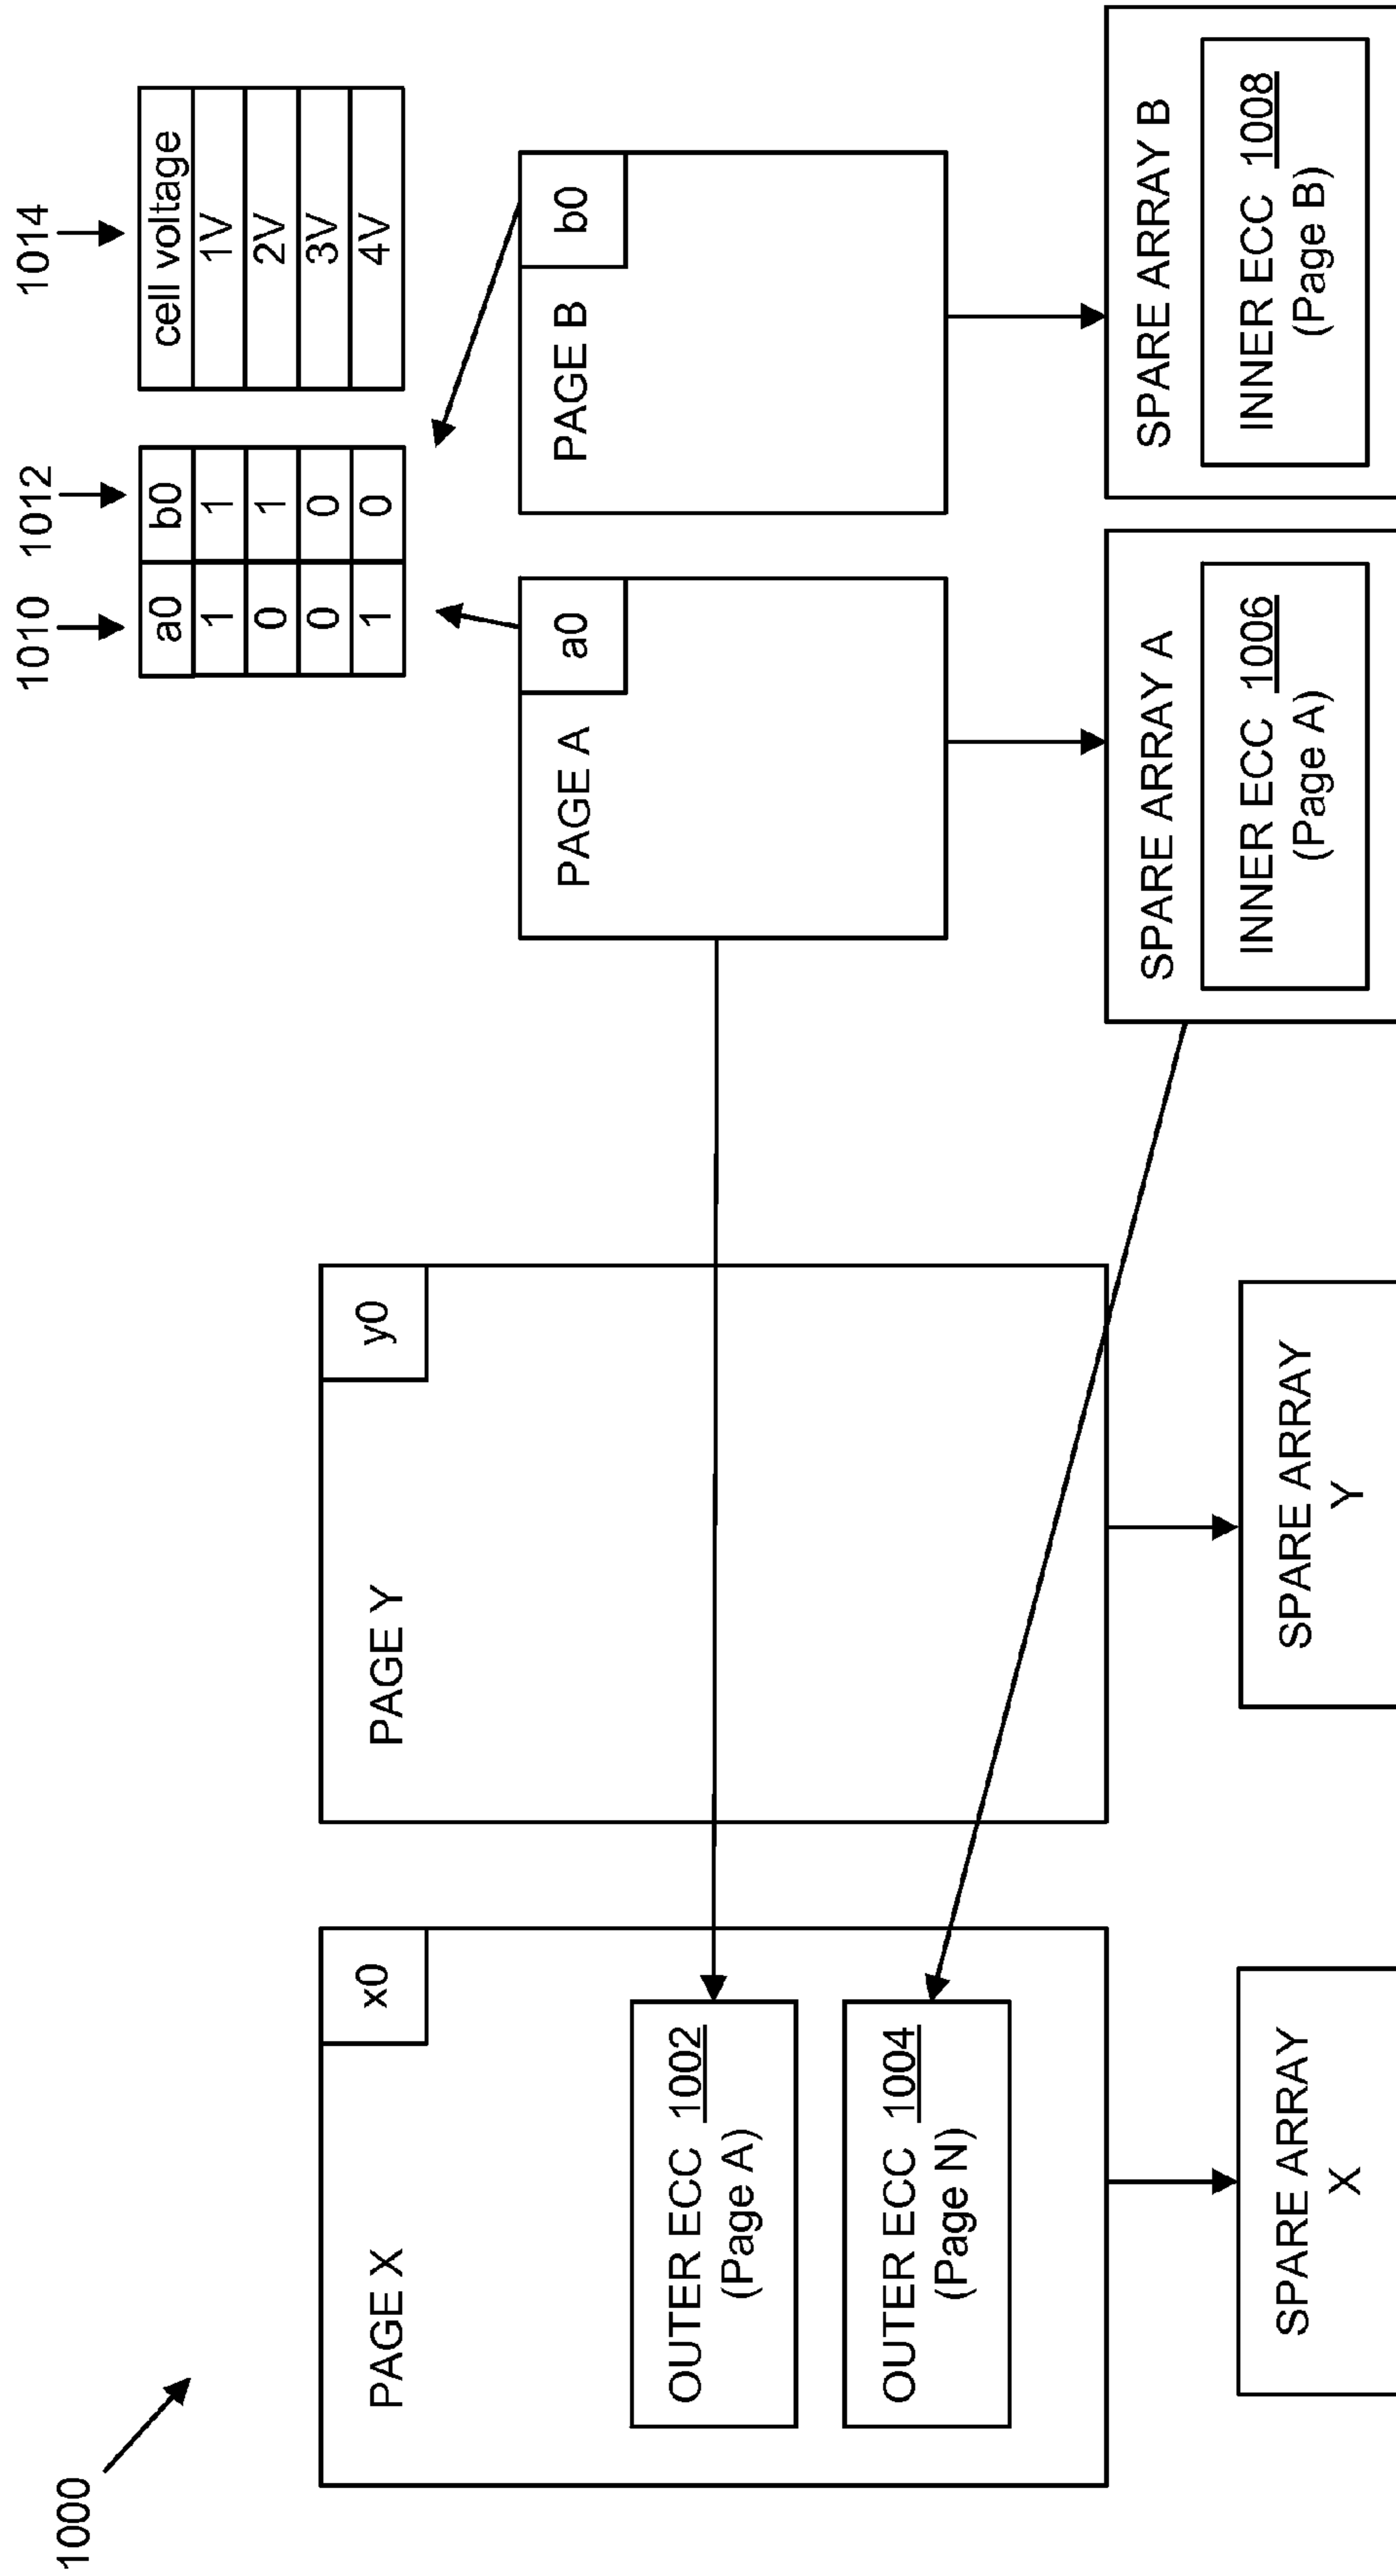 1000
1010 1012 1014
a0 b0 cell voltage
1 1 1V
0 1 2V
0 0 3V
1 0 4V
PAGE X
x0
OUTER ECC 1002
(Page A)
OUTER ECC 1004
(Page N)
SPARE ARRAY
X
PAGE Y
y0
SPARE ARRAY
Y
PAGE A
a0
SPARE ARRAY A
INNER ECC 1006
(Page A)
PAGE B
b0
SPARE ARRAY B
INNER ECC 1008
(Page B)